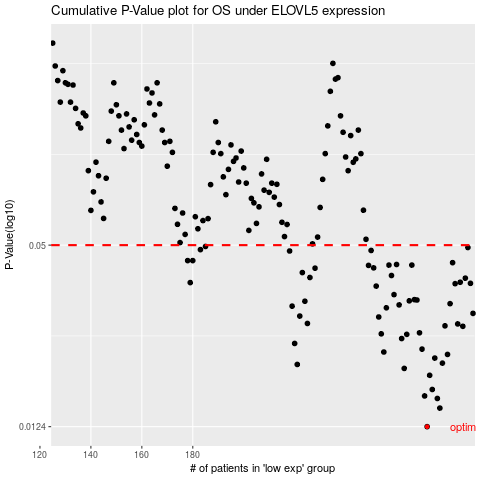 Cumulative P-Value plot for OS under ELOVL5 expression
P-Value(log10)
0.05
0.0124
optim
120
140
160
180
# of patients in 'low exp' group